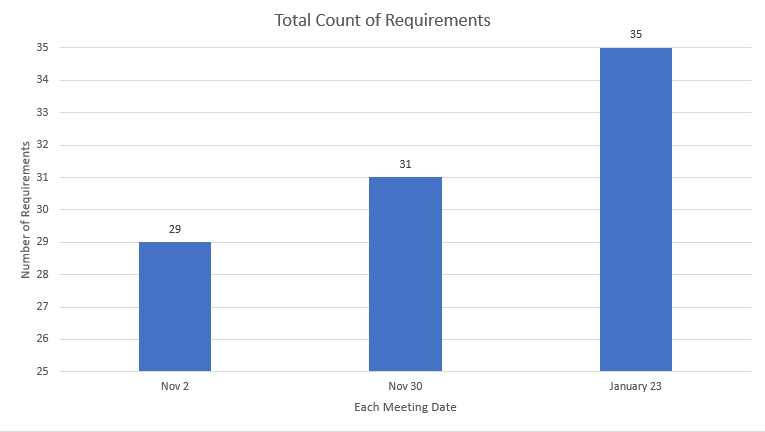 Total Count of Requirements
35
34
33
32
31
30
29
28
27
26
25
Number of Requirements
29
31
35
Nov 2
Nov 30
January 23
Each Meeting Date